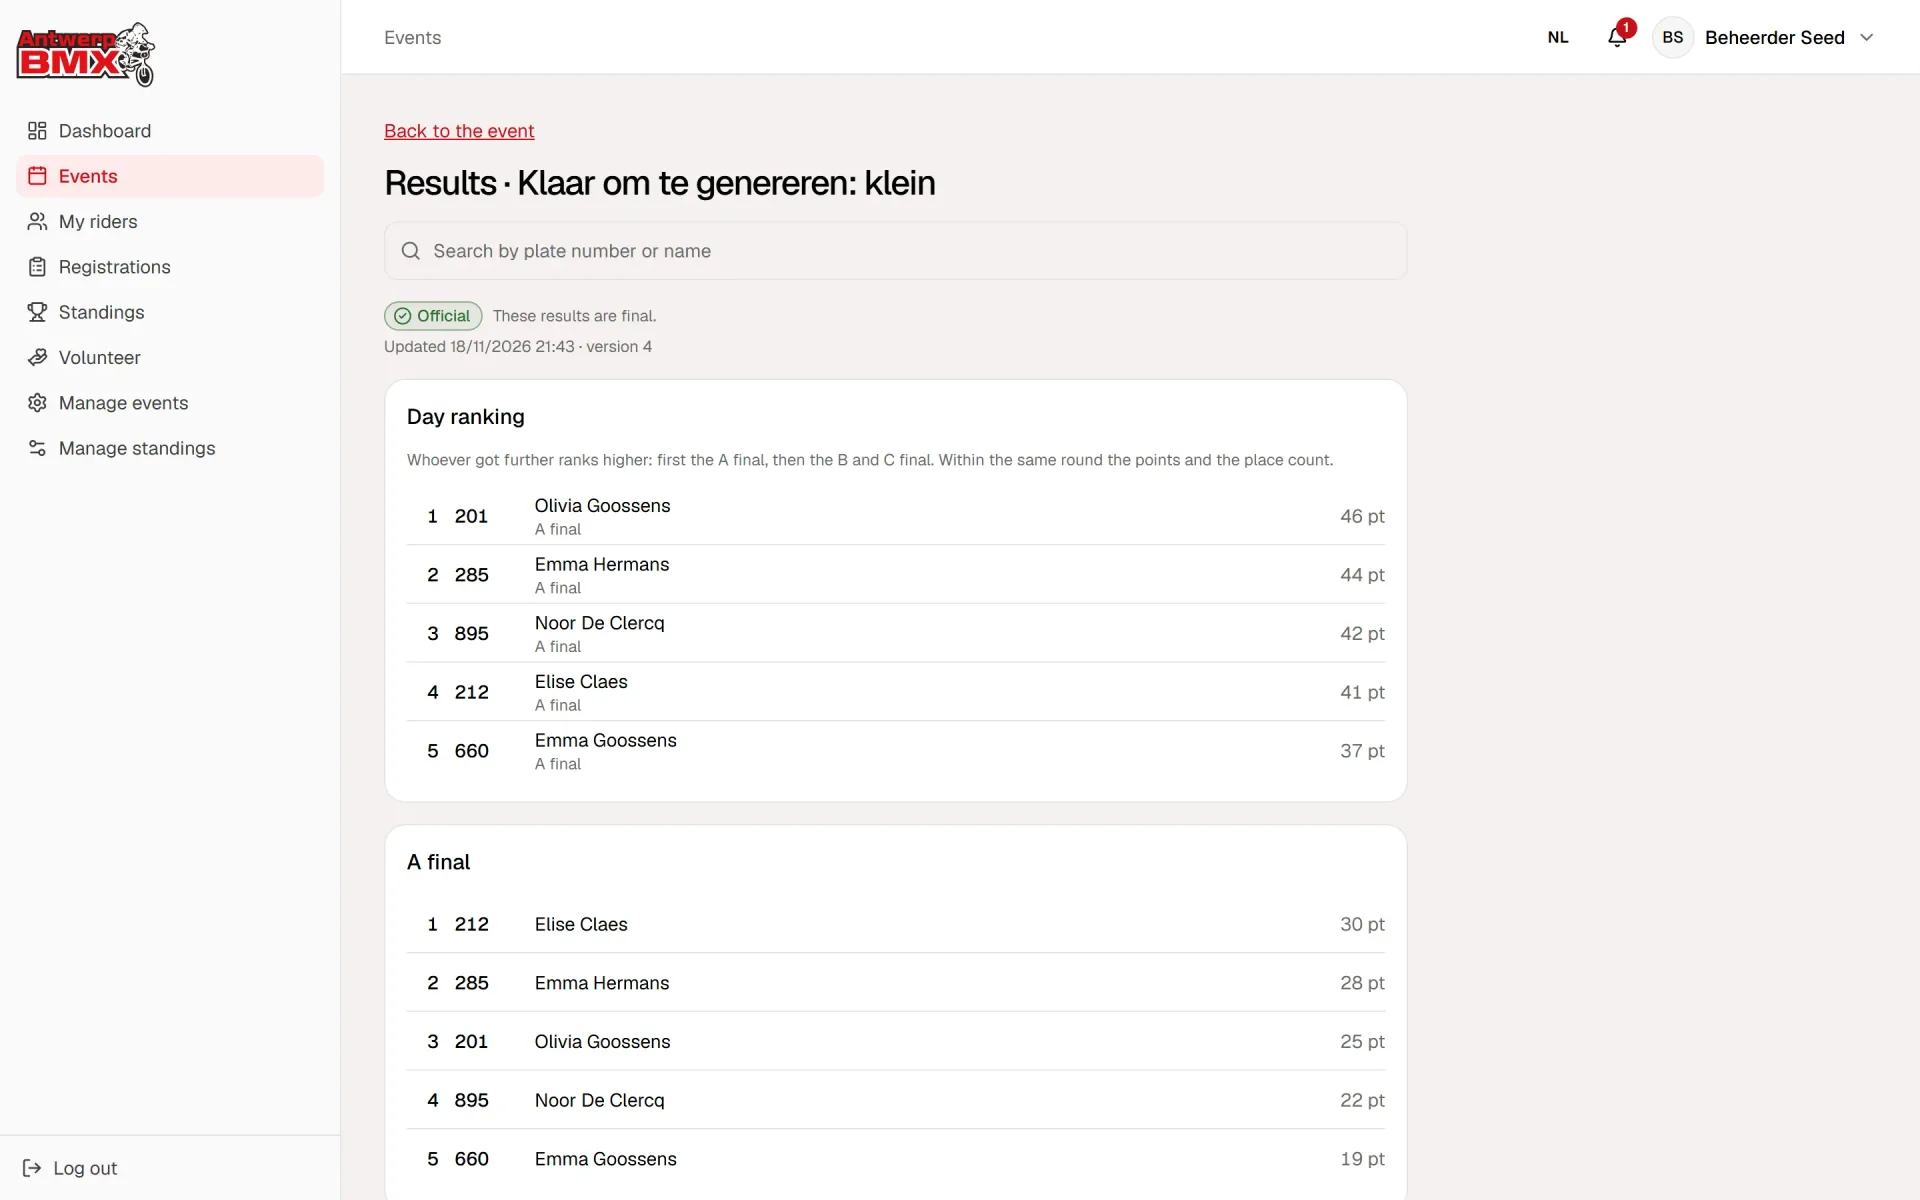 Antwerp
BMX
Dashboard
Events
My riders
Registrations
Standings
Volunteer
Manage events
Manage standings
Log out
Events
NL
1
BS
Beheerder Seed
Back to the event
Results · Klaar om te genereren: klein
Search by plate number or name
Official These results are final.
Updated 18/11/2026 21:43 · version 4
Day ranking
Whoever got further ranks higher: first the A final, then the B and C final. Within the same round the points and the place count.
1 201 Olivia Goossens 46 pt
A final
2 285 Emma Hermans 44 pt
A final
3 895 Noor De Clercq 42 pt
A final
4 212 Elise Claes 41 pt
A final
5 660 Emma Goossens 37 pt
A final
A final
1 212 Elise Claes 30 pt
2 285 Emma Hermans 28 pt
3 201 Olivia Goossens 25 pt
4 895 Noor De Clercq 22 pt
5 660 Emma Goossens 19 pt